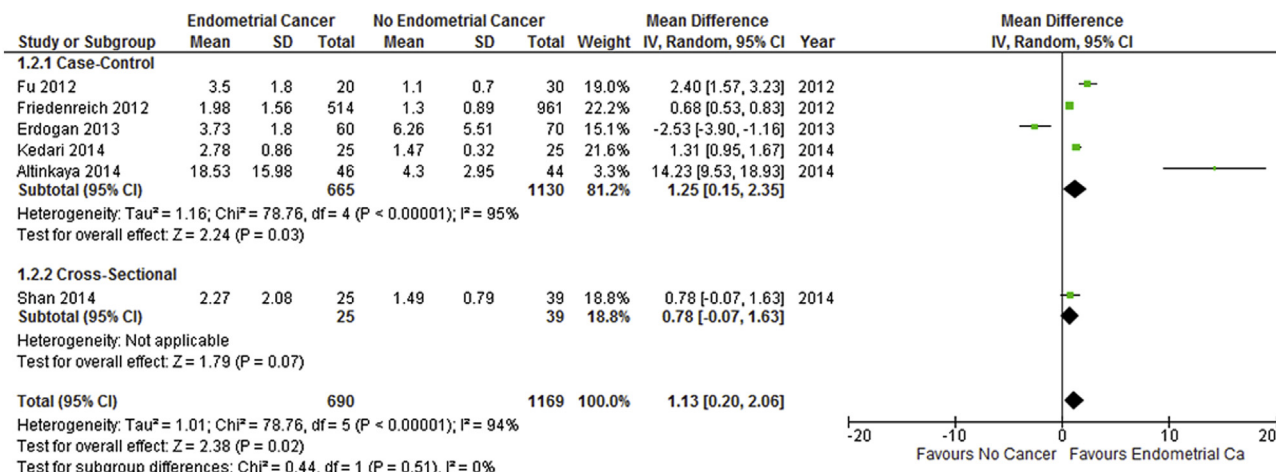 Endometrial Cancer No Endometrial Cancer Mean Difference Mean Difference
Study or Subgroup Mean SD Total Mean SD Total Weight IV, Random, 95% CI Year IV, Random, 95% CI
1.2.1 Case-Control
Fu 2012 3.5 1.8 20 1.1 0.7 30 19.0% 2.40 [1.57, 3.23] 2012
Friedenreich 2012 1.98 1.56 514 1.3 0.89 961 22.2% 0.68 [0.53, 0.83] 2012
Erdogan 2013 3.73 1.8 60 6.26 5.51 70 15.1% -2.53 [-3.90, -1.16] 2013
Kedari 2014 2.78 0.86 25 1.47 0.32 25 21.6% 1.31 [0.95, 1.67] 2014
Altinkaya 2014 18.53 15.98 46 4.3 2.95 44 3.3% 14.23 [9.53, 18.93] 2014
Subtotal (95% CI) 665 1130 81.2% 1.25 [0.15, 2.35]
Heterogeneity: Tau² = 1.16; Chi² = 78.76, df = 4 (P < 0.00001); I² = 95%
Test for overall effect: Z = 2.24 (P = 0.03)
1.2.2 Cross-Sectional
Shan 2014 2.27 2.08 25 1.49 0.79 39 18.8% 0.78 [-0.07, 1.63] 2014
Subtotal (95% CI) 25 39 18.8% 0.78 [-0.07, 1.63]
Heterogeneity: Not applicable
Test for overall effect: Z = 1.79 (P = 0.07)
Total (95% CI) 690 1169 100.0% 1.13 [0.20, 2.06]
Heterogeneity: Tau² = 1.01; Chi² = 78.76, df = 5 (P < 0.00001); I² = 94%
Test for overall effect: Z = 2.38 (P = 0.02)
Test for subgroup differences: Chi² = 0.44, df = 1 (P = 0.51), I² = 0%
-20 -10 0 10 20
Favours No Cancer Favours Endometrial Ca